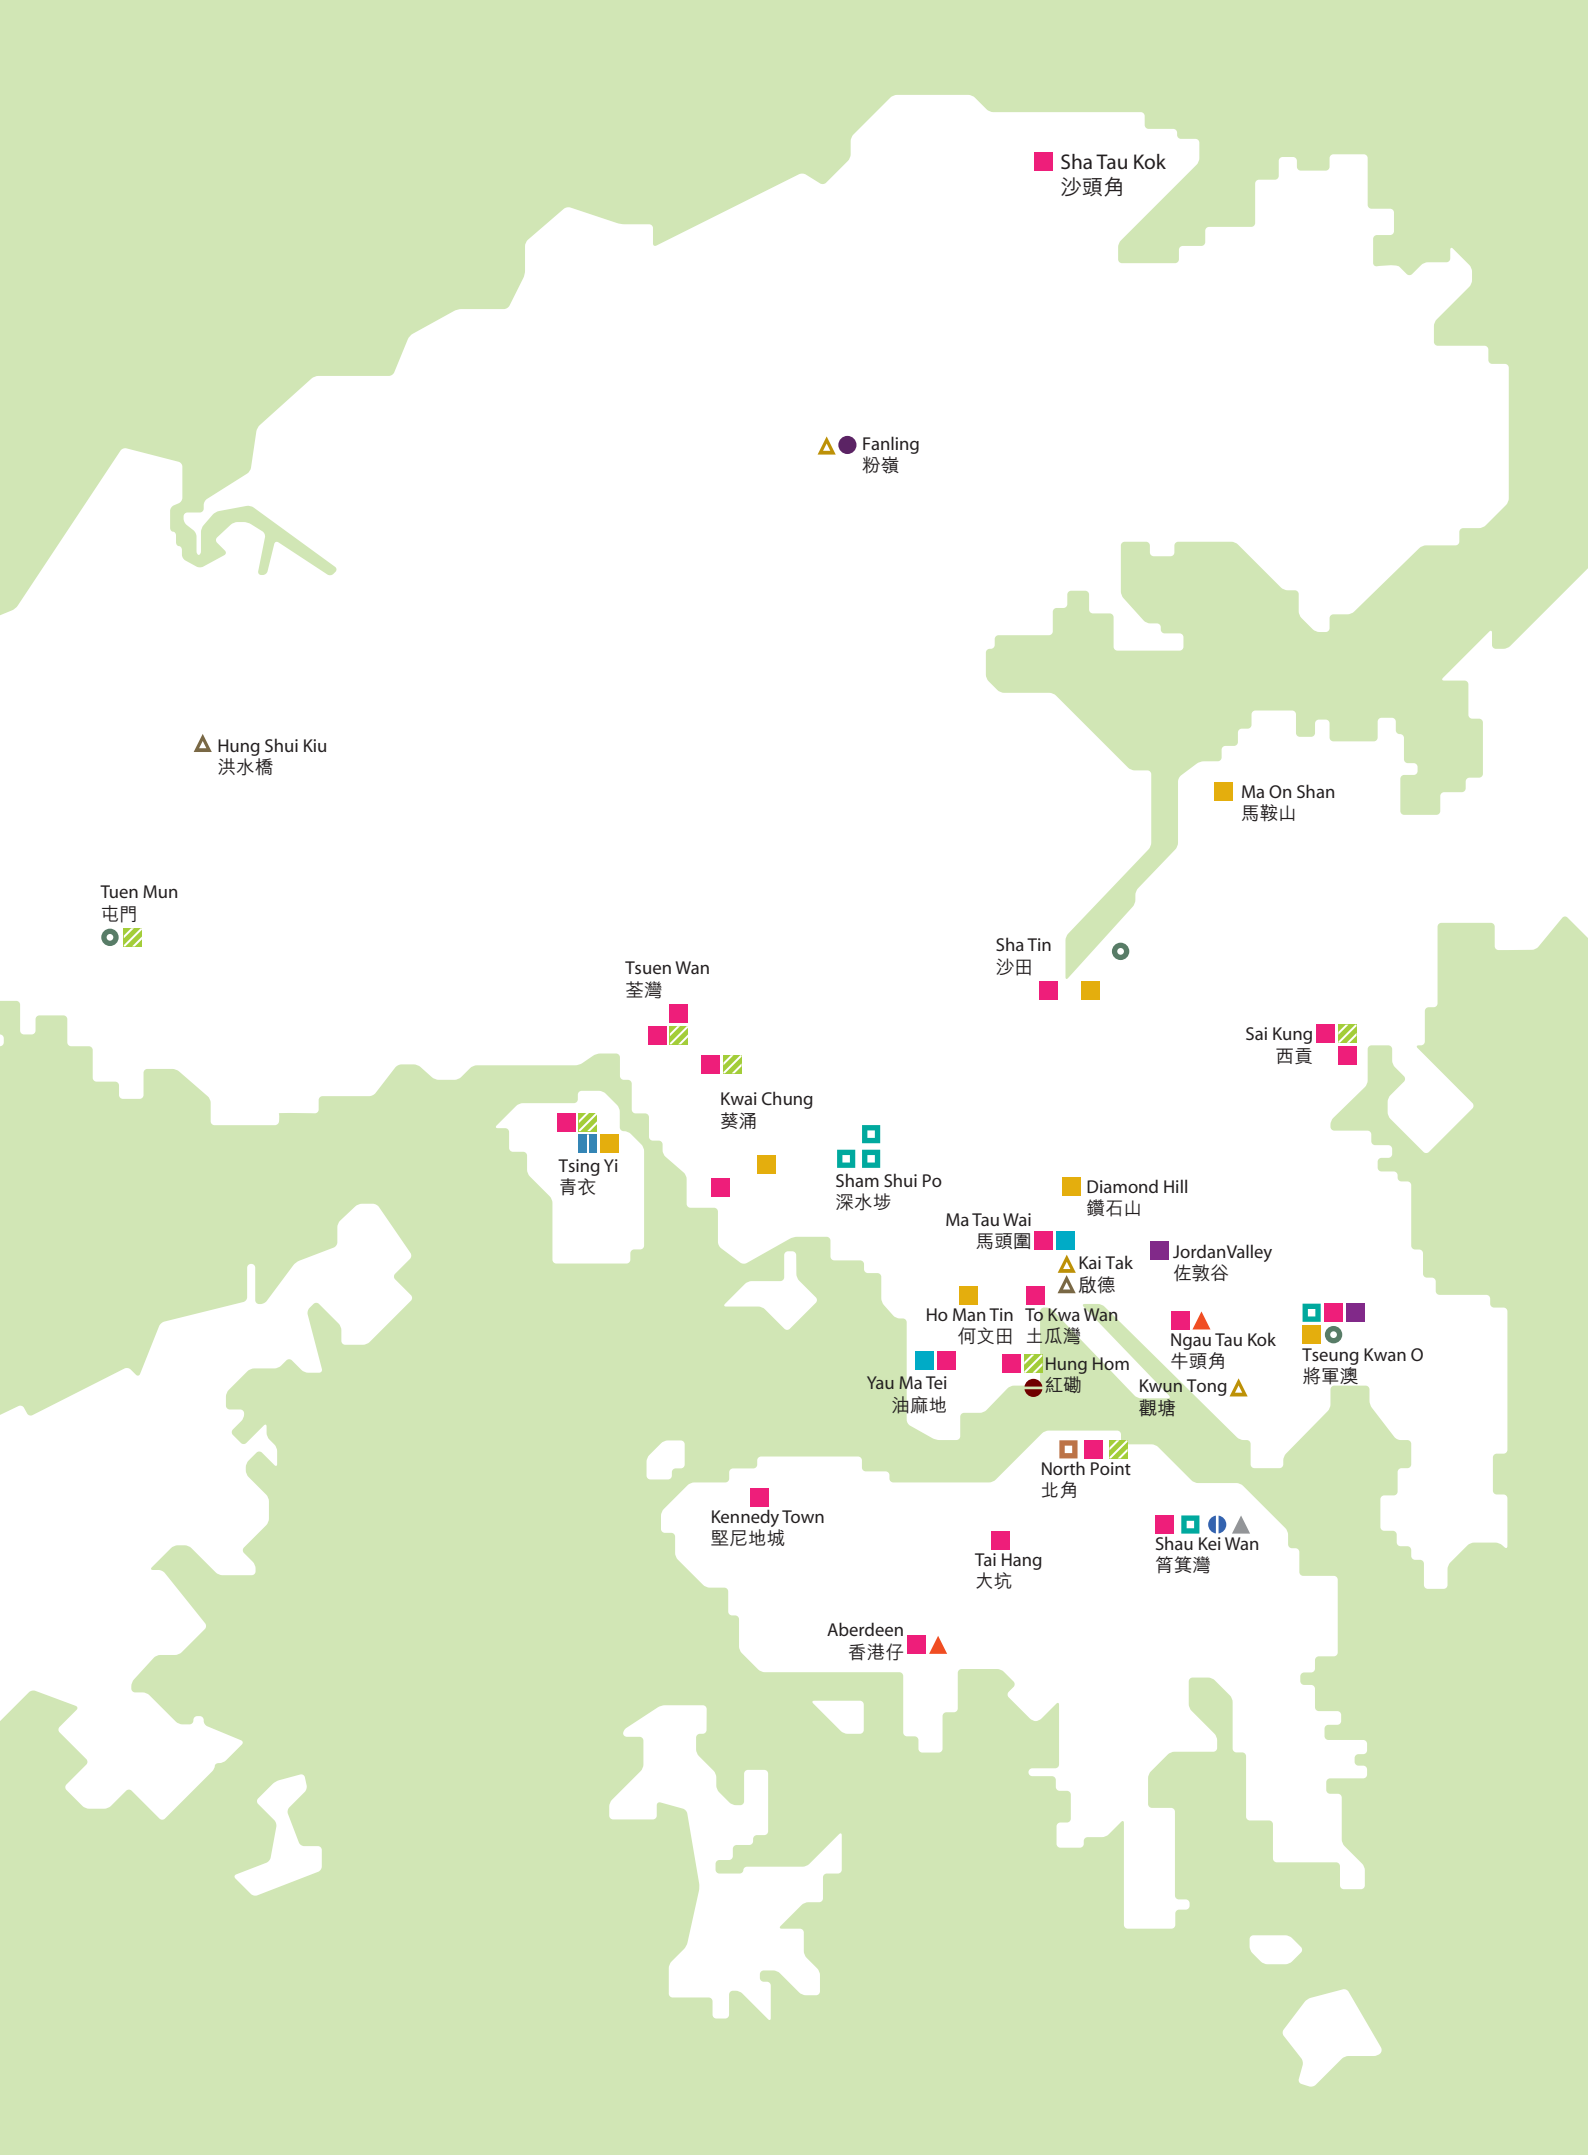 Sha Tau Kok
沙頭角
Fanling
粉嶺
Hung Shui Kiu
洪水橋
Ma On Shan
馬鞍山
Tuen Mun
屯門
Sha Tin
沙田
Tsuen Wan
荃灣
Sai Kung
西貢
Kwai Chung
葵涌
Tsing Yi
青衣
Sham Shui Po
深水埗
Diamond Hill
鑽石山
Ma Tau Wai
馬頭圍
JordanValley
佐敦谷
Kai Tak
啟德
Ho Man Tin
何文田
To Kwa Wan
土瓜灣
Ngau Tau Kok
牛頭角
Tseung Kwan O
將軍澳
Hung Hom
紅磡
Yau Ma Tei
油麻地
Kwun Tong
觀塘
North Point
北角
Kennedy Town
堅尼地城
Shau Kei Wan
筲箕灣
Tai Hang
大坑
Aberdeen
香港仔